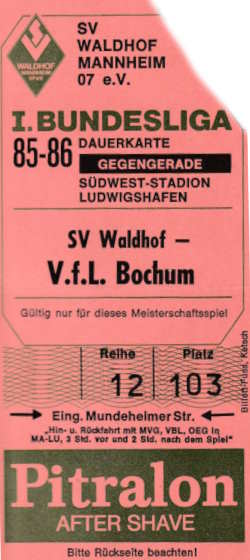 SV
WALDHOF
MANNHEIM
07 e.V.
WALDHOF
MANNHEIM
I. BUNDESLIGA
85-86 DAUERKARTE
GEGENGERADE
SÜDWEST-STADION
LUDWIGSHAFEN
SV Waldhof –
V.f.L. Bochum
Gültig nur für dieses Meisterschaftsspiel
Reihe Platz
12 103
Eing. Mundeheimer Str.
„Hin- u. Rückfahrt mit MVG, VBL, OEG in
MA-LU, 3 Std. vor und 2 Std. nach dem Spiel"
Pitralon
AFTER SHAVE
Bitte Rückseite beachten!